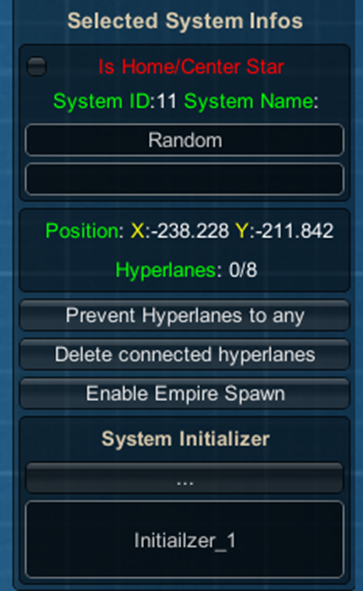 Selected System Infos
Is Home/Center Star
System ID:11 System Name:
Random
Position: X:-238.228 Y:-211.842
Hyperlanes: 0/8
Prevent Hyperlanes to any
Delete connected hyperlanes
Enable Empire Spawn
System Initializer
...
Initiailzer_1